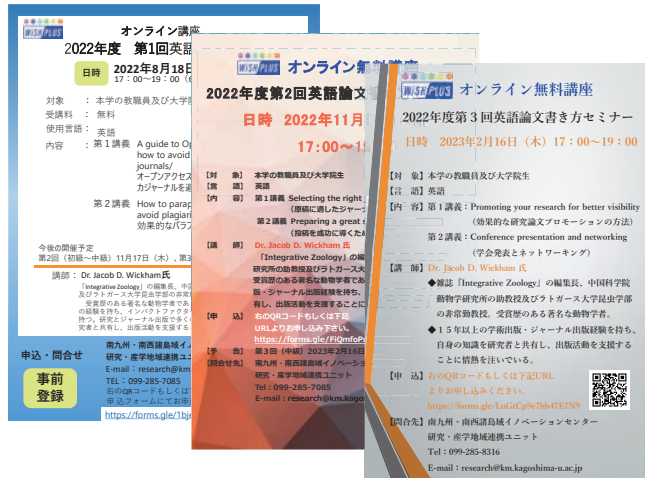 WISH PLUS
オンライン講座
2022年度 第1回英語
日時 2022年8月18日
17：00～19：00
対象 ： 本学の教職員及び大学院
受講料 ： 無料
使用言語： 英語
内容 ： 第１講義 A guide to Op
how to avoid
journals/
オープンアクセス
カジャーナルを避
第２講義 How to parap
avoid plagiari
効果的なパラフ
今後の開催予定
第2回（初級～中級）11月17日（木）、第3
講師： Dr. Jacob D. Wickham氏
「Integrative Zoology」の編集長、中国
及びラトガース大学昆虫学部の非常勤
受賞歴のある著名な動物学者であ
の経験を持ち、インパクトファクター
持つ。研究とジャーナル出版で多く
究者と共有し、出版活動を支援する
申込・問合せ
事前
登録
南九州・南西諸島域イノ
研究・産学地域連携ユニ
E-mail：research@km
TEL：099-285-7085
右のQRコードもしくは
申込フォームにてお申
https://forms.gle/1bje
WISH PLUS
オンライン無料講座
2022年度第2回英語論文
日時 2022年11月
17:00～19
【対 象】 本学の教職員及び大学院生
【言 語】 英語
【内 容】 第１講義 Selecting the right
（原稿に適したジャー
第２講義 Preparing a great
（投稿を成功に導くため
【講 師】 Dr. Jacob D. Wickham 氏
「Integrative Zoology」の編
研究所の助教授及びラトガース大
受賞歴のある著名な動物学者であ
版・ジャーナル出版経験を持ち、
有し、出版活動を支援することに
【申 込】 右のQRコードもしくは下記
URLよりお申し込み下さい。
https://forms.gle/FiQmfoP
【予 告】 第３回（中級）2023年2月16日
【問合せ先】 南九州・南西諸島域イノベーショ
研究・産学地域連携ユニット
Tel：099-285-7085
E-mail：research@km.kagos
WISH PLUS
オンライン無料講座
2022年度第３回英語論文書き方セミナー
日時 2023年2月16日（木）17：00～19：00
【対 象】本学の教職員及び大学院生
【言 語】英語
【内 容】第１講義：Promoting your research for better visibility
（効果的な研究論文プロモーションの方法）
第２講義：Conference presentation and networking
（学会発表とネットワーキング）
【講 師】Dr. Jacob D. Wickham 氏
◆雑誌「Integrative Zoology」の編集長、中国科学院
動物学研究所の助教授及びラトガース大学昆虫学部
の非常勤教授。受賞歴のある著名な動物学者。
◆１５年以上の学術出版・ジャーナル出版経験を持ち、
自身の知識を研究者と共有し、出版活動を支援する
ことに情熱を注いでいる。
【申 込】右のQRコードもしくは下記URL
よりお申し込みください。
https://forms.gle/LuGtCp9e7hb47E7N9
【問合先】南九州・南西諸島域イノベーションセンター
研究・産学地域連携ユニット
Tel：099-285-8316
E-mail：research@km.kagoshima-u.ac.jp